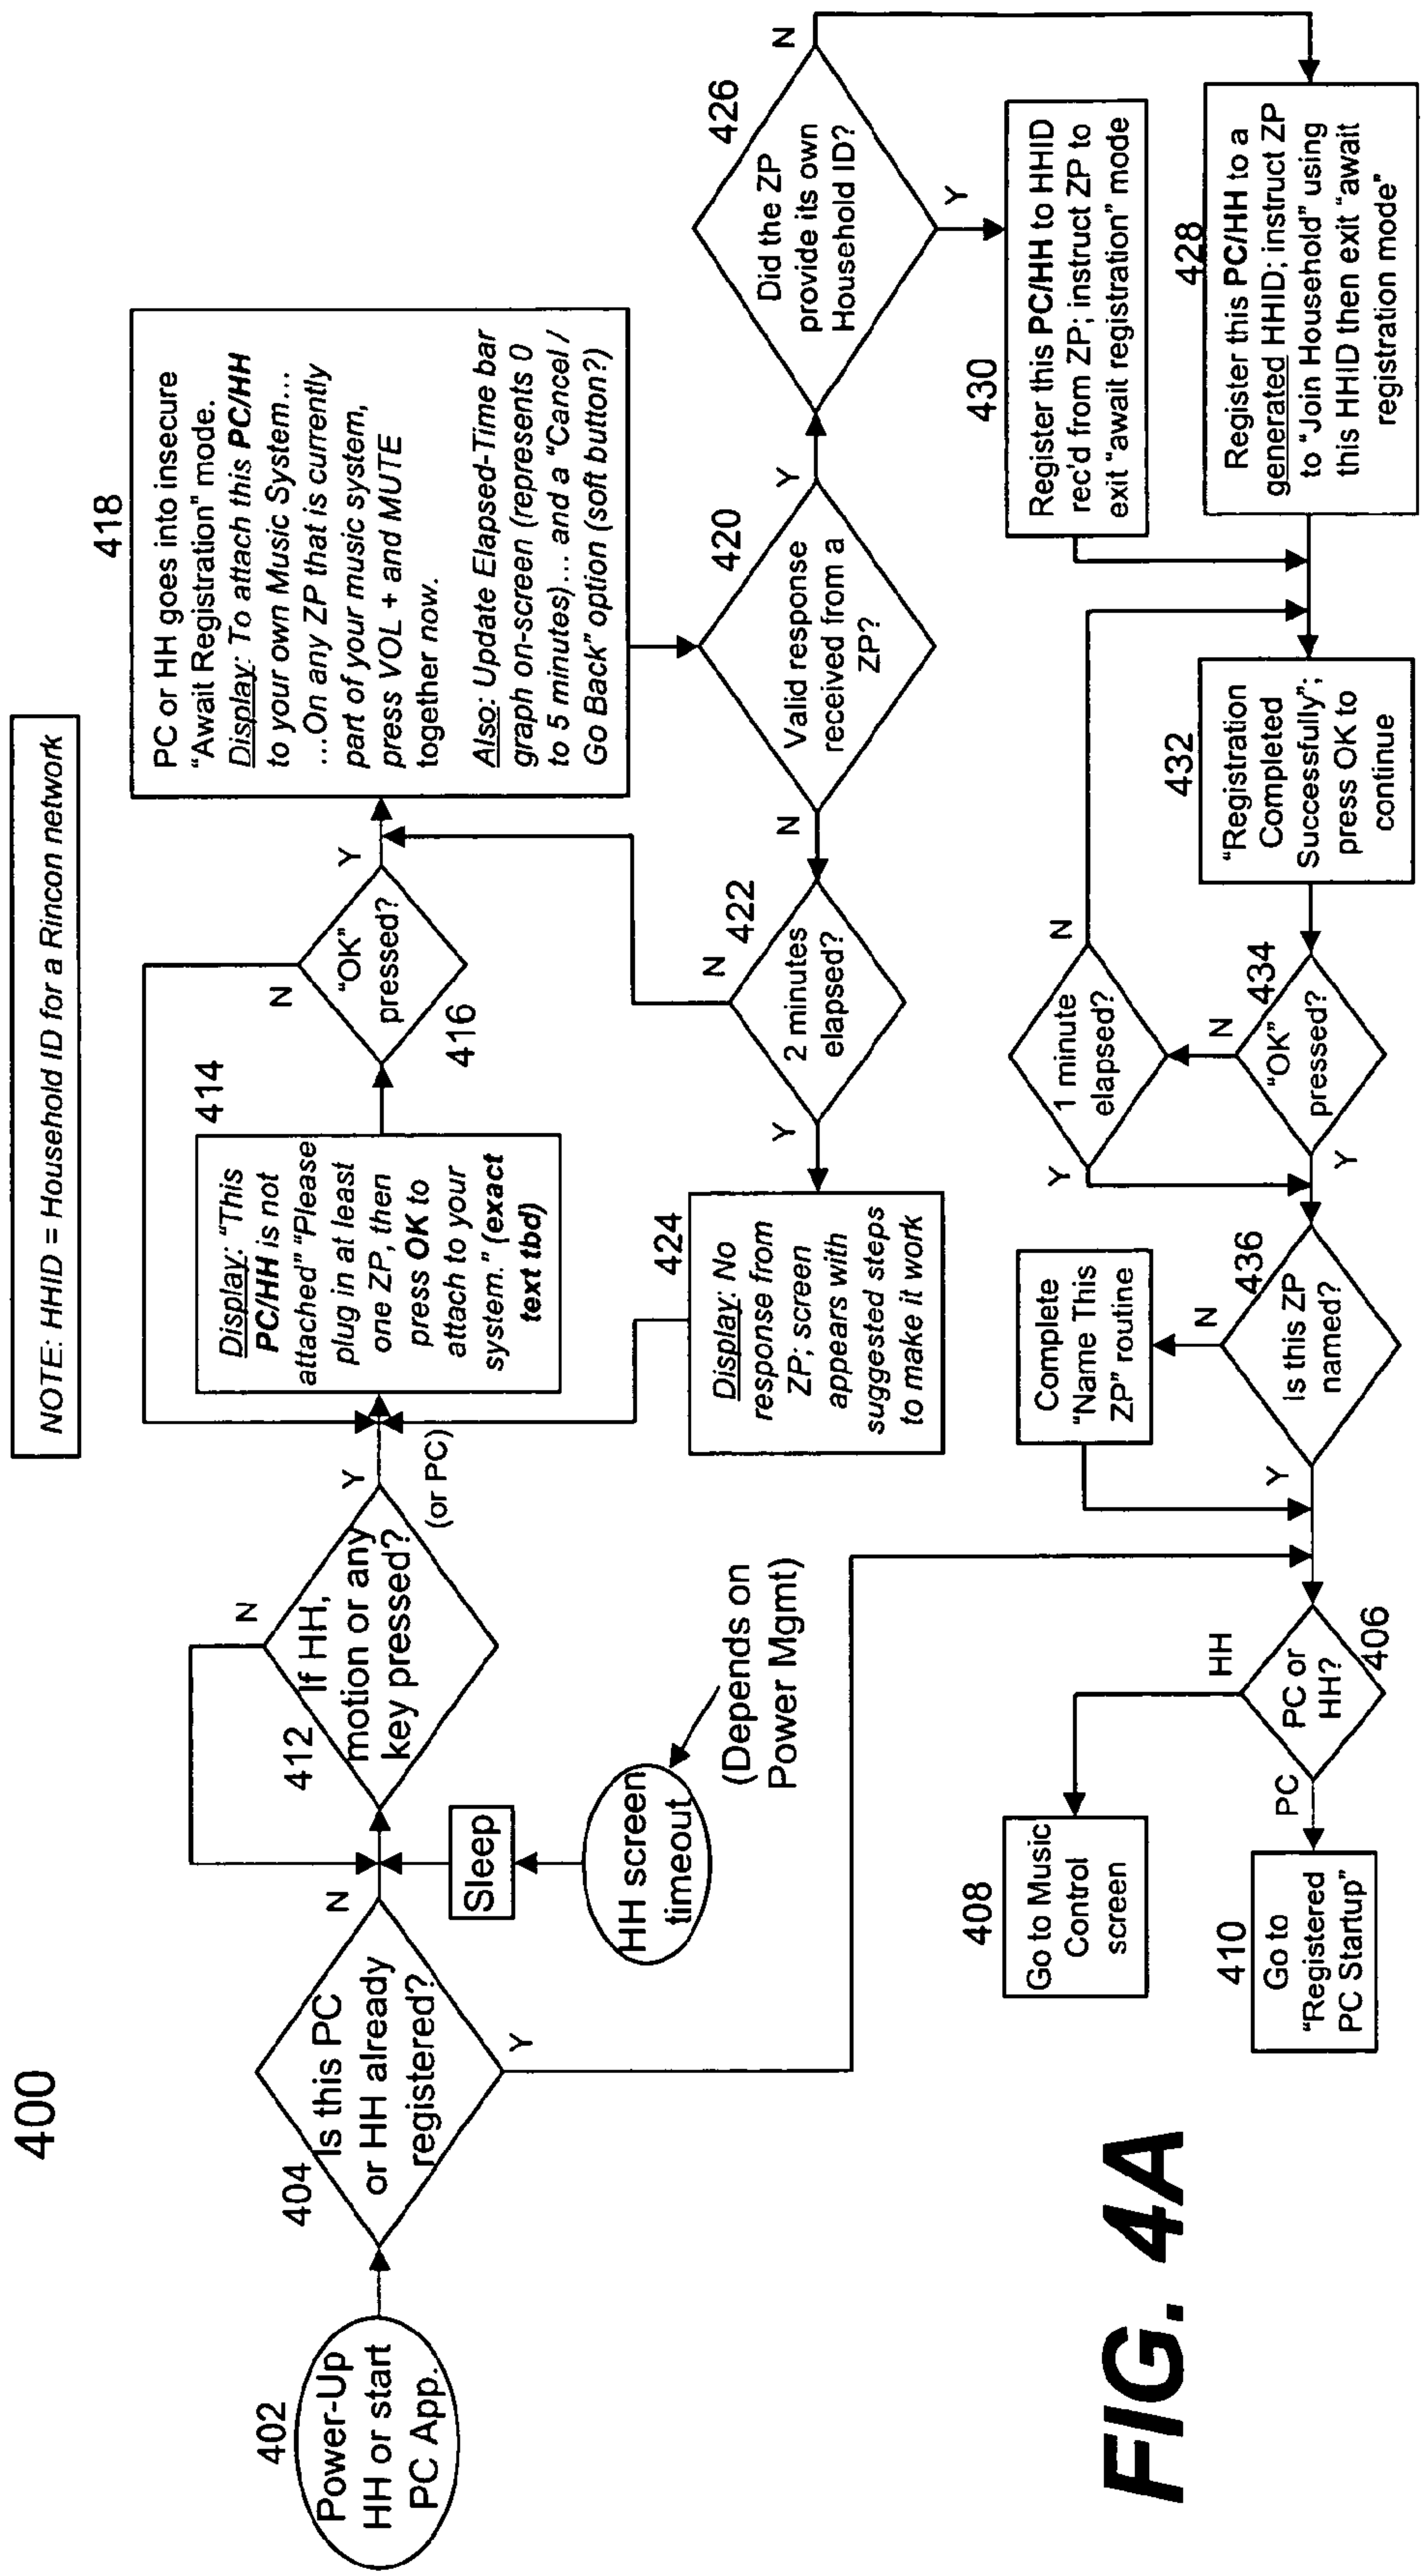 400
NOTE: HHID = Household ID for a Rincon network
402
Power-Up
HH or start
PC App.
404
Is this PC
or HH already
registered?
N
Y
Sleep
HH screen
timeout
(Depends on
Power Mgmt)
412
If HH,
motion or any
key pressed?
N
Y
(or PC)
414
Display: “This
PC/HH is not
attached” “Please
plug in at least
one ZP, then
press OK to
attach to your
system.” (exact
text tbd)
416
“OK”
pressed?
N
Y
418
PC or HH goes into insecure
“Await Registration” mode.
Display: To attach this PC/HH
to your own Music System...
...On any ZP that is currently
part of your music system,
press VOL + and MUTE
together now.
Also: Update Elapsed-Time bar
graph on-screen (represents 0
to 5 minutes)... and a “Cancel /
Go Back” option (soft button?)
420
Valid response
received from a
ZP?
N
Y
422
2 minutes
elapsed?
N
Y
424
Display: No
response from
ZP; screen
appears with
suggested steps
to make it work
426
Did the ZP
provide its own
Household ID?
N
Y
430
Register this PC/HH to HHID
rec'd from ZP; instruct ZP to
exit “await registration” mode
428
Register this PC/HH to a
generated HHID; instruct ZP
to “Join Household” using
this HHID then exit “await
registration mode”
432
“Registration
Completed
Successfully”;
press OK to
continue
434
“OK”
pressed?
N
Y
1 minute
elapsed?
N
Y
436
Is this ZP
named?
N
Y
Complete
“Name This
ZP” routine
406
PC or
HH?
HH
PC
408
Go to Music
Control
screen
410
Go to
“Registered
PC Startup”
FIG. 4A